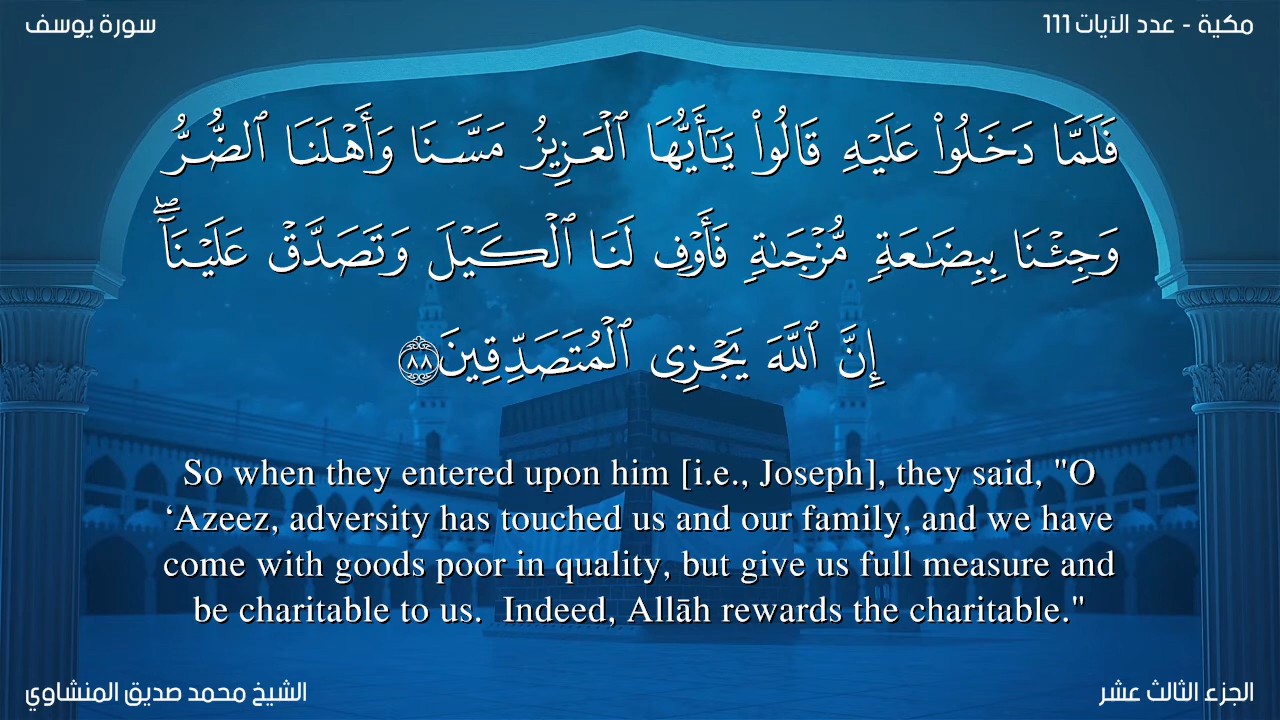 سورة يوسف
مكية - عدد الآيات 111
فَلَمَّا دَخَلُوا۟ عَلَيْهِ قَالُوا۟ يَـٰٓأَيُّهَا ٱلْعَزِيزُ مَسَّنَا وَأَهْلَنَا ٱلضُّرُّ
وَجِئْنَا بِبِضَـٰعَةٍ مُّزْجَىٰةٍ فَأَوْفِ لَنَا ٱلْكَيْلَ وَتَصَدَّقْ عَلَيْنَآ ۖ
إِنَّ ٱللَّهَ يَجْزِى ٱلْمُتَصَدِّقِينَ ٨٨
So when they entered upon him [i.e., Joseph], they said, "O
‘Azeez, adversity has touched us and our family, and we have
come with goods poor in quality, but give us full measure and
be charitable to us.  Indeed, Allāh rewards the charitable."
الشيخ محمد صديق المنشاوي
الجزء الثالث عشر